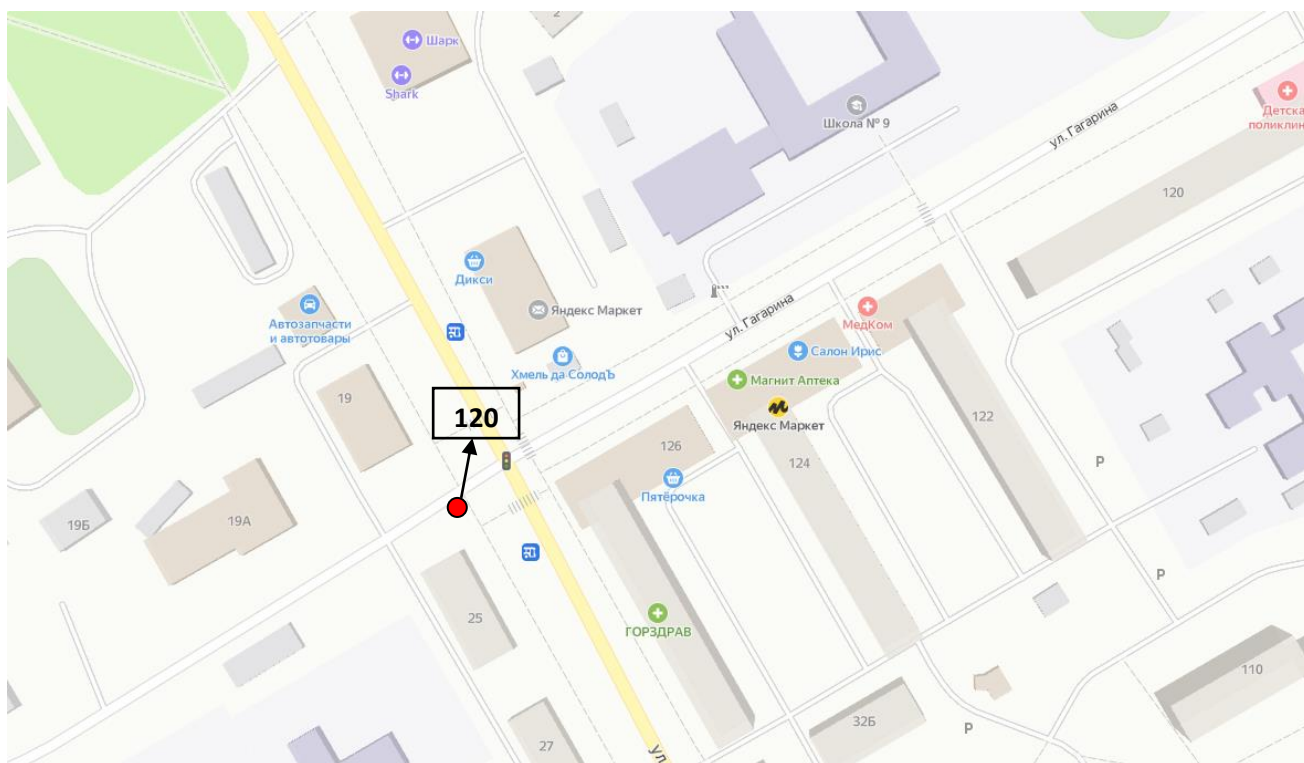 2
Шарк
Shark
Школа № 9
ул. Гагарина
Детска
поликлин
120
Дикси
Яндекс Маркет
Автозапчасти
и автотовары
ул. Гагарина
МедКом
Хмель да СолодЪ
Салон Ирис
Магнит Аптека
19
120
Яндекс Маркет
122
126
124
P
Пятёрочка
19Б
19А
P
25
ГОРЗДРАВ
110
32Б
P
27
ул